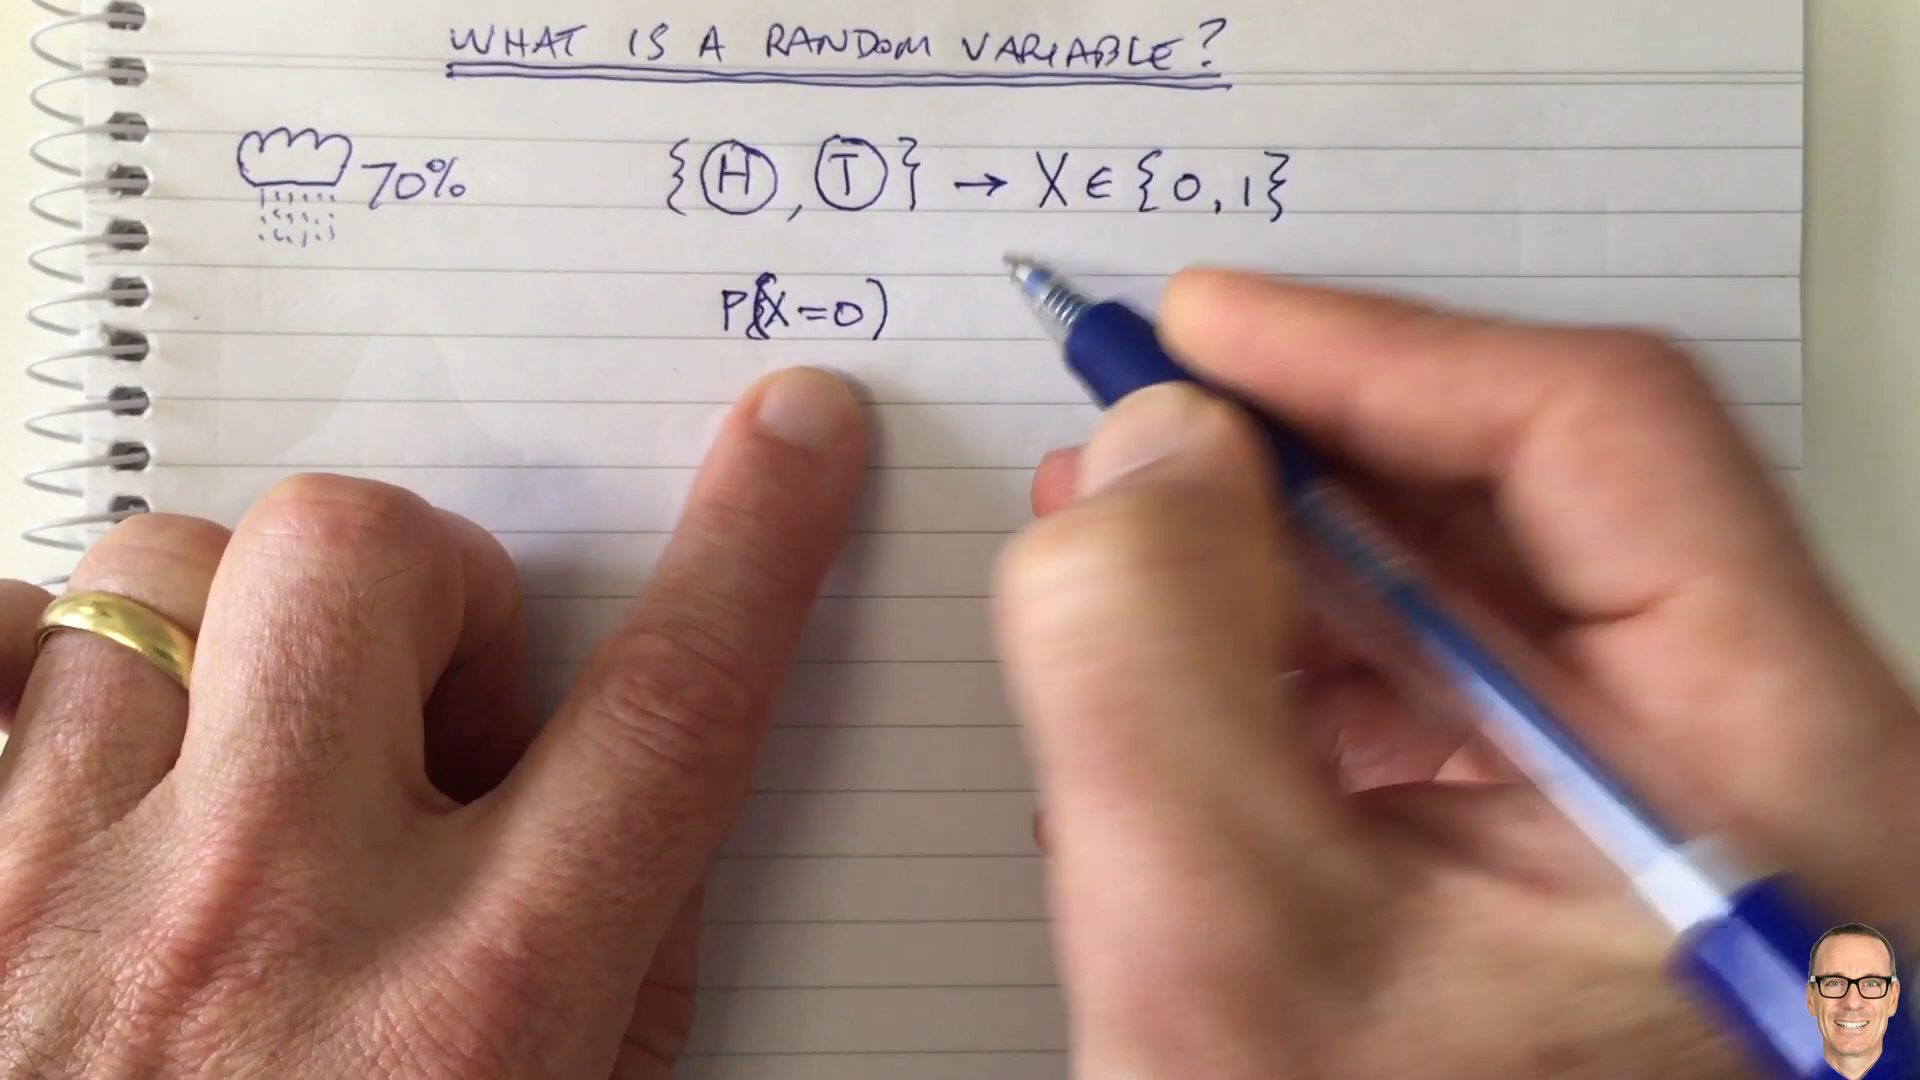 WHAT IS A RANDOM VARIABLE?
70% {H, T} → X ∈ {0, 1}
P(X=0)